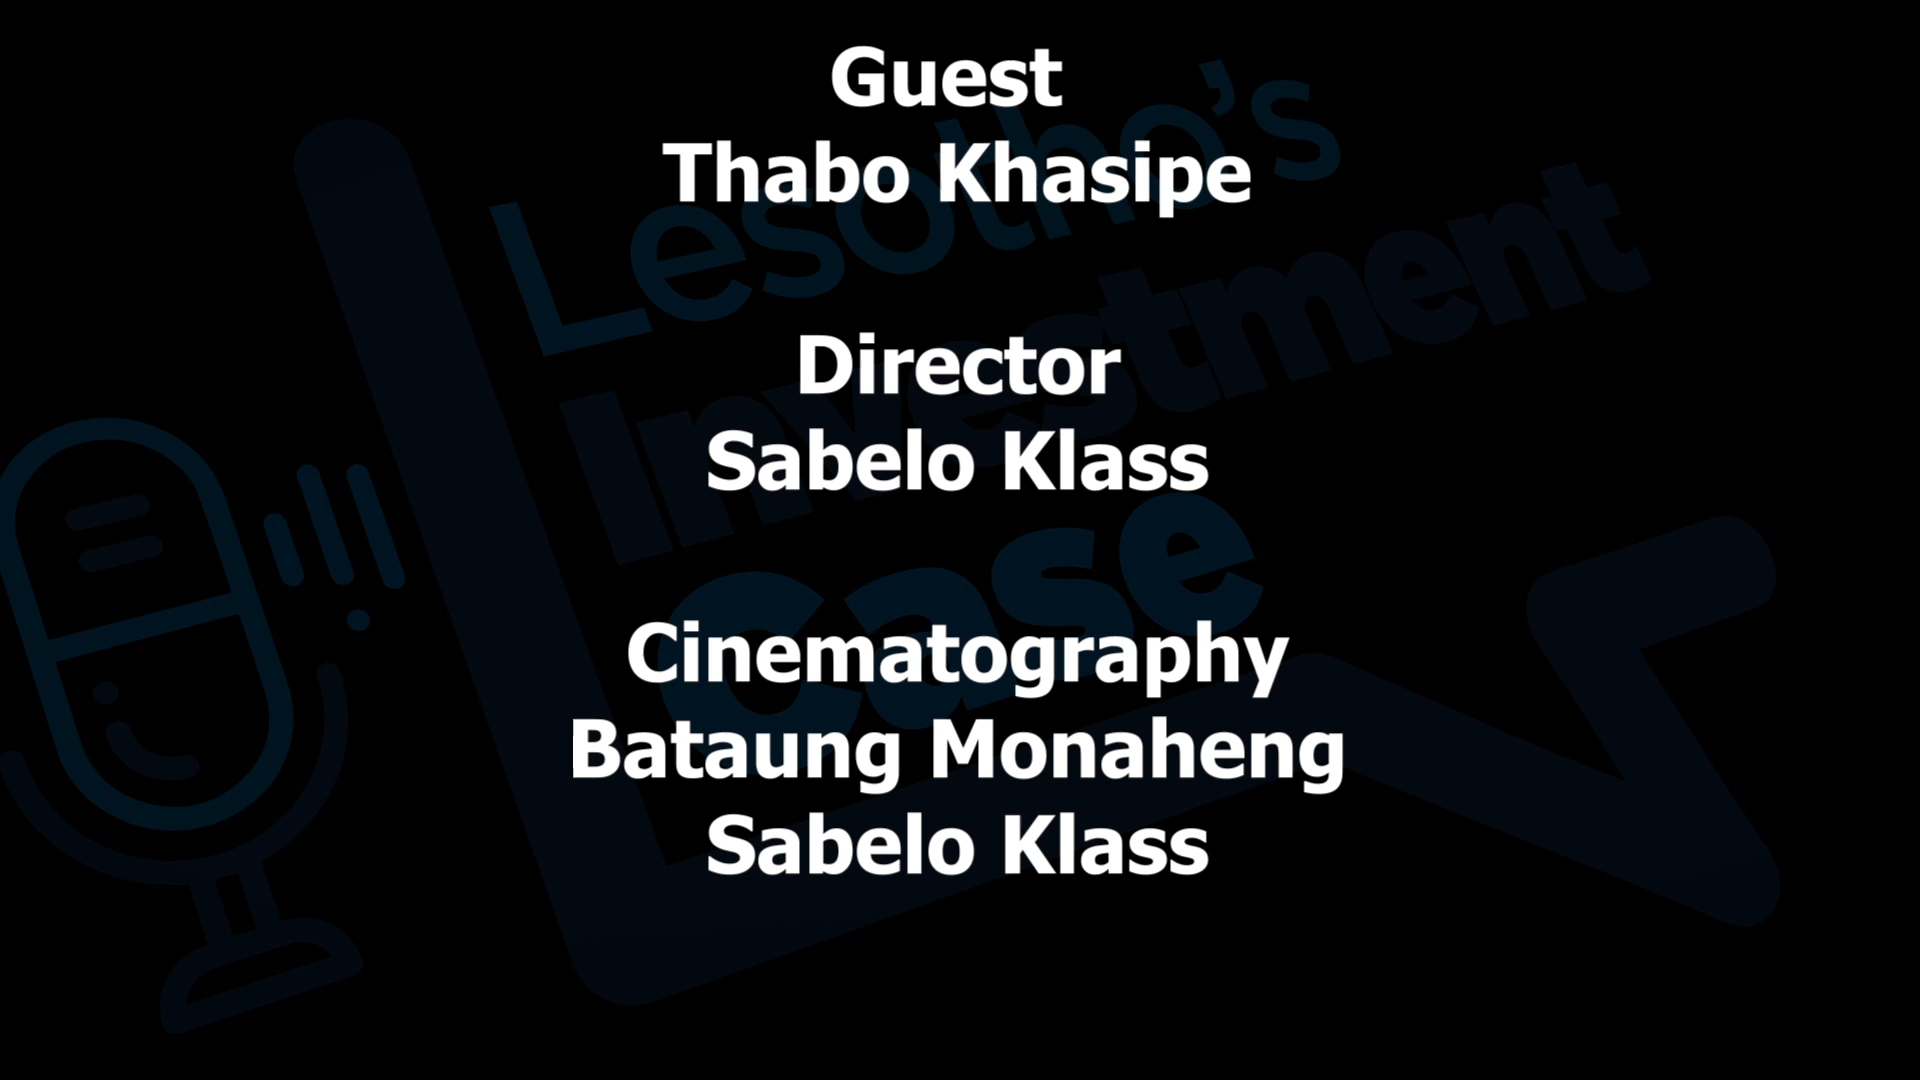 Guest
Thabo Khasipe
Director
Sabelo Klass
Cinematography
Bataung Monaheng
Sabelo Klass
Lesotho's
Investment
case